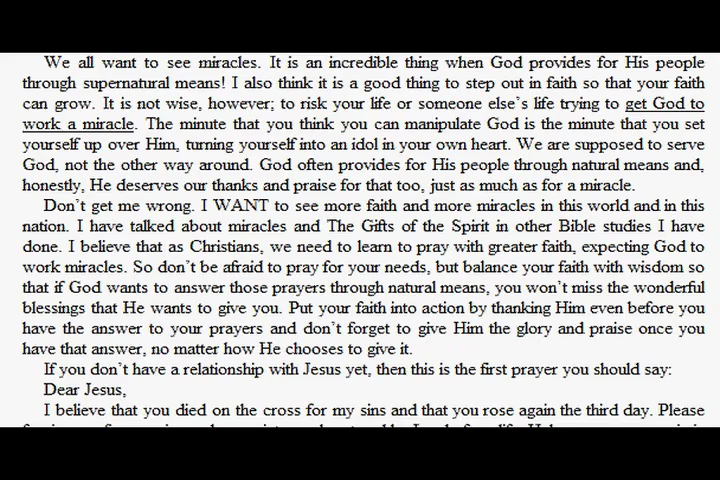 We all want to see miracles. It is an incredible thing when God provides for His people
through supernatural means! I also think it is a good thing to step out in faith so that your faith
can grow. It is not wise, however; to risk your life or someone else’s life trying to get God to
work a miracle. The minute that you think you can manipulate God is the minute that you set
yourself up over Him, turning yourself into an idol in your own heart. We are supposed to serve
God, not the other way around. God often provides for His people through natural means and,
honestly, He deserves our thanks and praise for that too, just as much as for a miracle.
Don’t get me wrong. I WANT to see more faith and more miracles in this world and in this
nation. I have talked about miracles and The Gifts of the Spirit in other Bible studies I have
done. I believe that as Christians, we need to learn to pray with greater faith, expecting God to
work miracles. So don’t be afraid to pray for your needs, but balance your faith with wisdom so
that if God wants to answer those prayers through natural means, you won’t miss the wonderful
blessings that He wants to give you. Put your faith into action by thanking Him even before you
have the answer to your prayers and don’t forget to give Him the glory and praise once you
have that answer, no matter how He chooses to give it.
If you don’t have a relationship with Jesus yet, then this is the first prayer you should say:
Dear Jesus,
I believe that you died on the cross for my sins and that you rose again the third day. Please